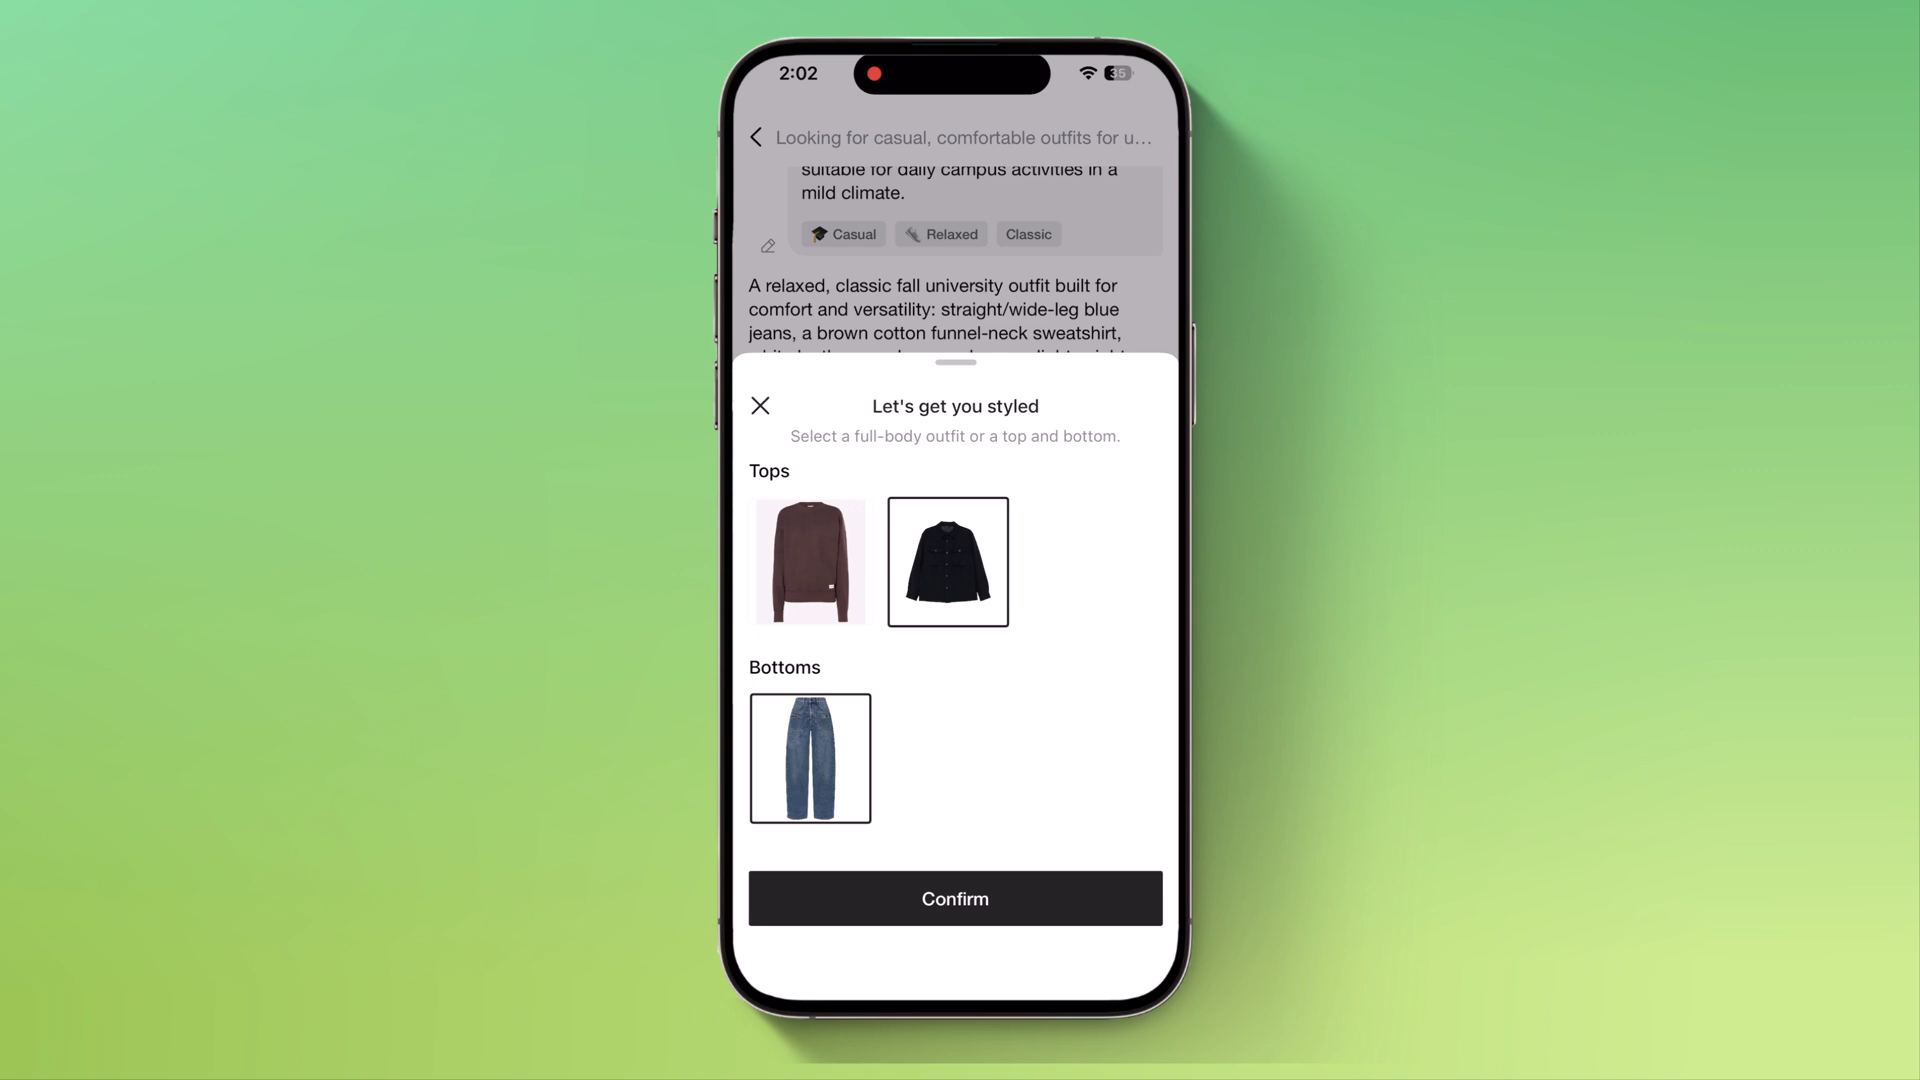 2:02
35
Looking for casual, comfortable outfits for u...
suitable for daily campus activities in a
mild climate.
Casual
Relaxed
Classic
A relaxed, classic fall university outfit built for
comfort and versatility: straight/wide-leg blue
jeans, a brown cotton funnel-neck sweatshirt,
Let's get you styled
Select a full-body outfit or a top and bottom.
Tops
Bottoms
Confirm